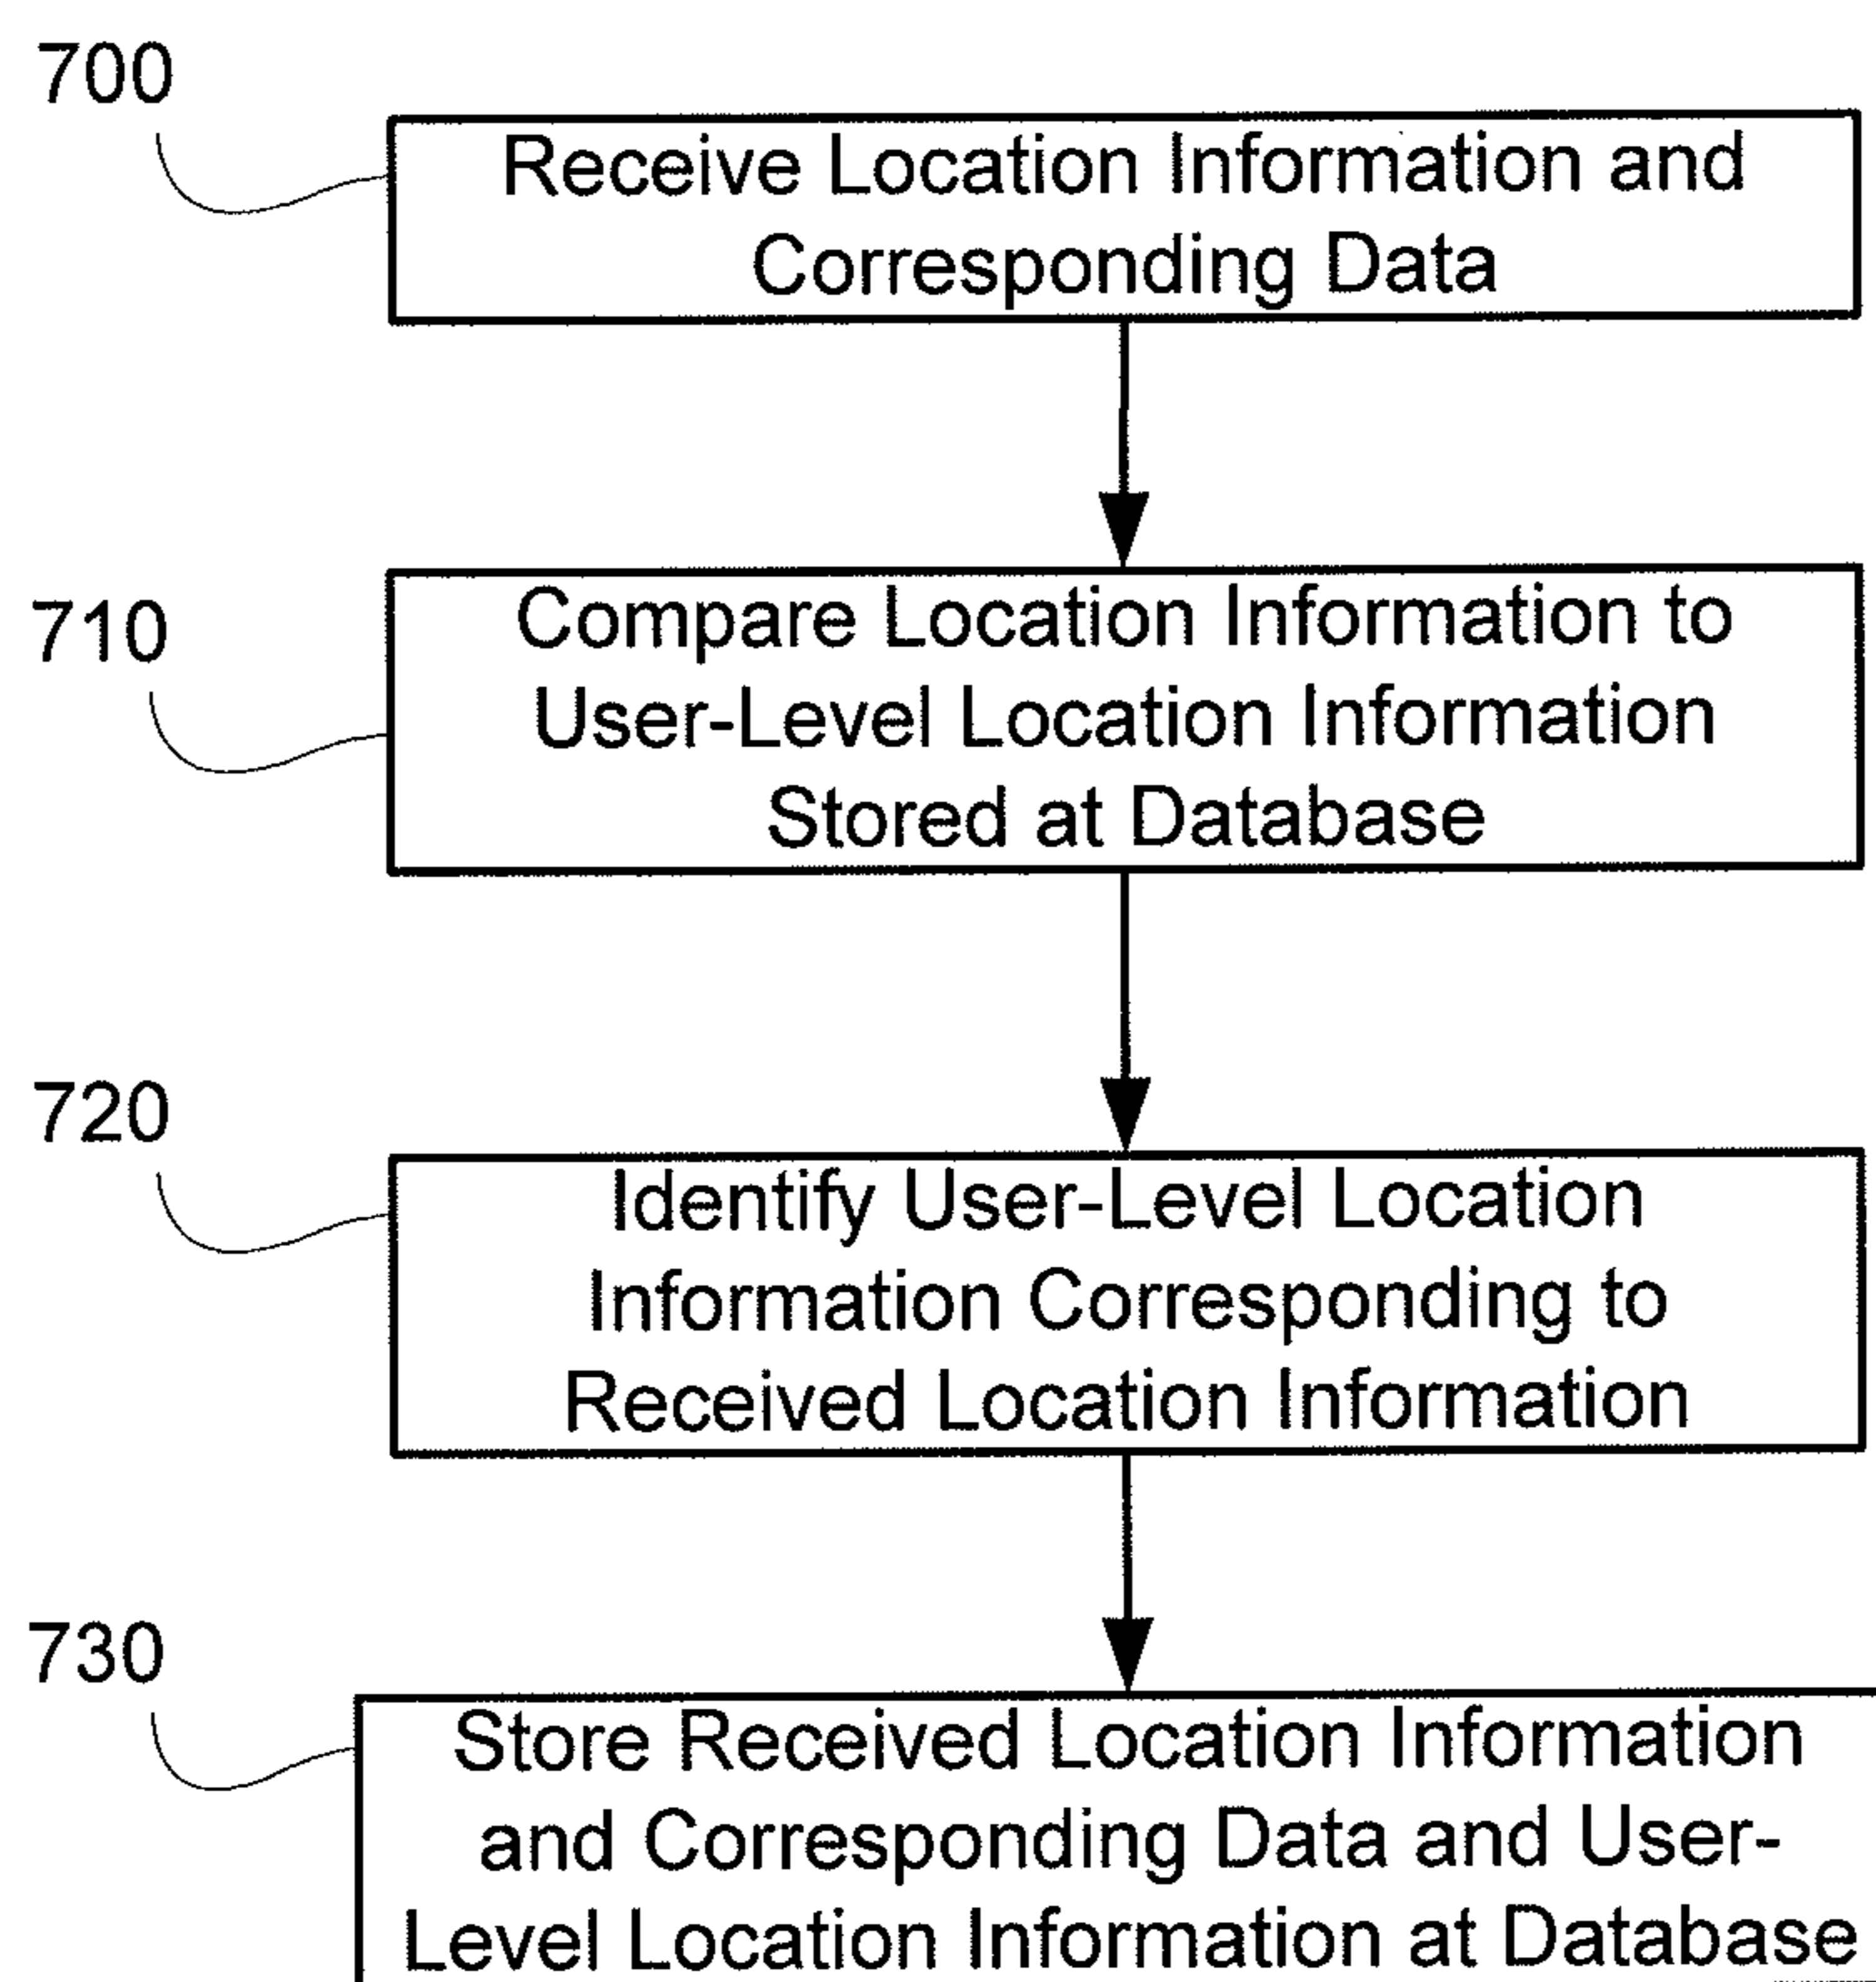 700
Receive Location Information and
Corresponding Data
710
Compare Location Information to
User-Level Location Information
Stored at Database
720
Identify User-Level Location
Information Corresponding to
Received Location Information
730
Store Received Location Information
and Corresponding Data and User-
Level Location Information at Database